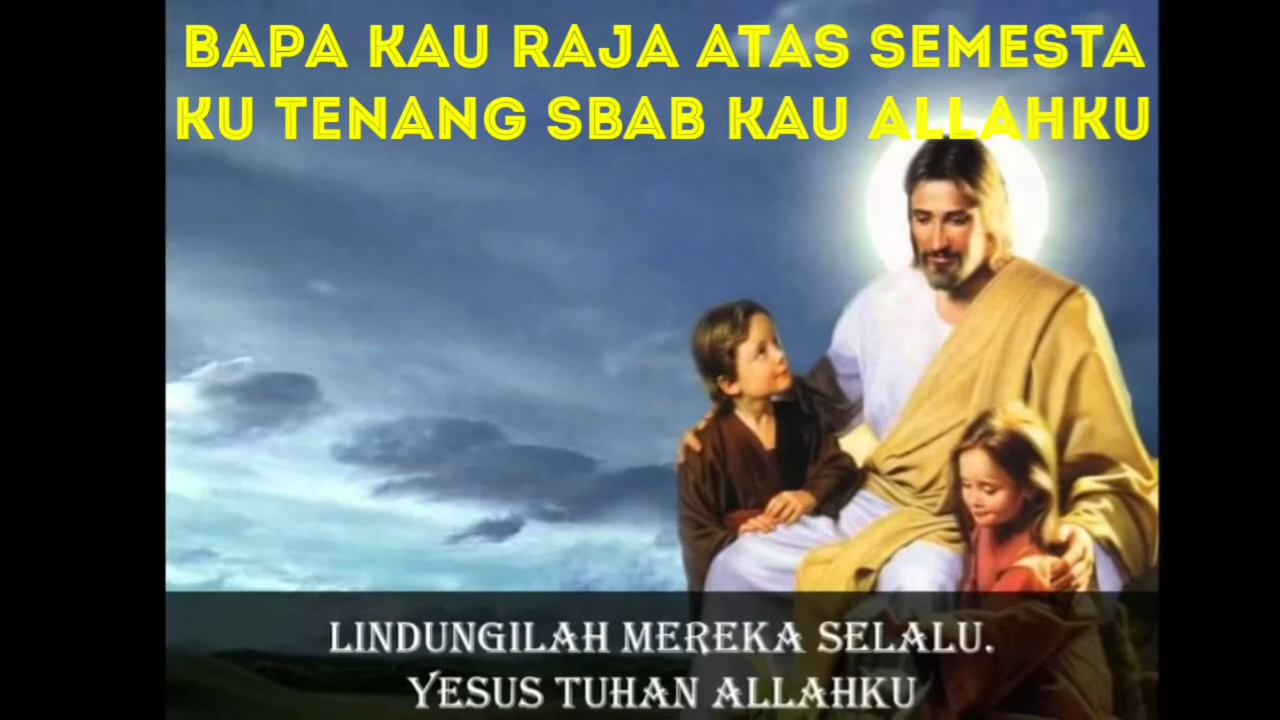 BAPA KAU RAJA ATAS SEMESTA
KU TENANG SBAB KAU ALLAHKU
LINDUNGILAH MEREKA SELALU.
YESUS TUHAN ALLAHKU